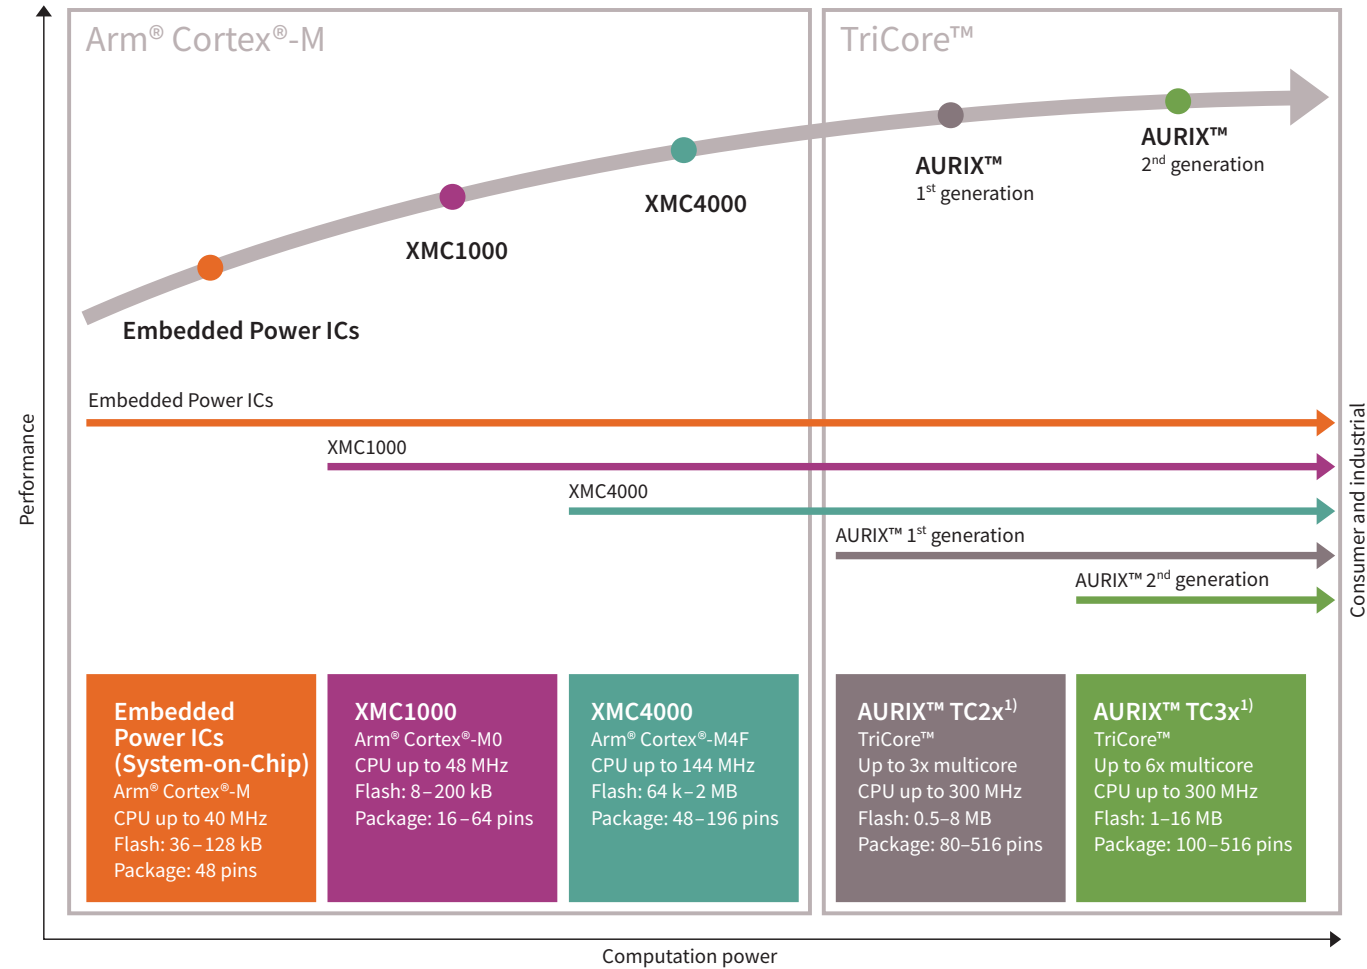 Arm® Cortex®-M
TriCore™
AURIX™
2nd generation
AURIX™
1st generation
XMC4000
XMC1000
Embedded Power ICs
Performance
Consumer and industrial
Embedded Power ICs
XMC1000
XMC4000
AURIX™ 1st generation
AURIX™ 2nd generation
Embedded
Power ICs
(System-on-Chip)
Arm® Cortex®-M
CPU up to 40 MHz
Flash: 36–128 kB
Package: 48 pins
XMC1000
Arm® Cortex®-M0
CPU up to 48 MHz
Flash: 8–200 kB
Package: 16–64 pins
XMC4000
Arm® Cortex®-M4F
CPU up to 144 MHz
Flash: 64 k–2 MB
Package: 48–196 pins
AURIX™ TC2x1)
TriCore™
Up to 3x multicore
CPU up to 300 MHz
Flash: 0.5–8 MB
Package: 80–516 pins
AURIX™ TC3x1)
TriCore™
Up to 6x multicore
CPU up to 300 MHz
Flash: 1–16 MB
Package: 100–516 pins
Computation power